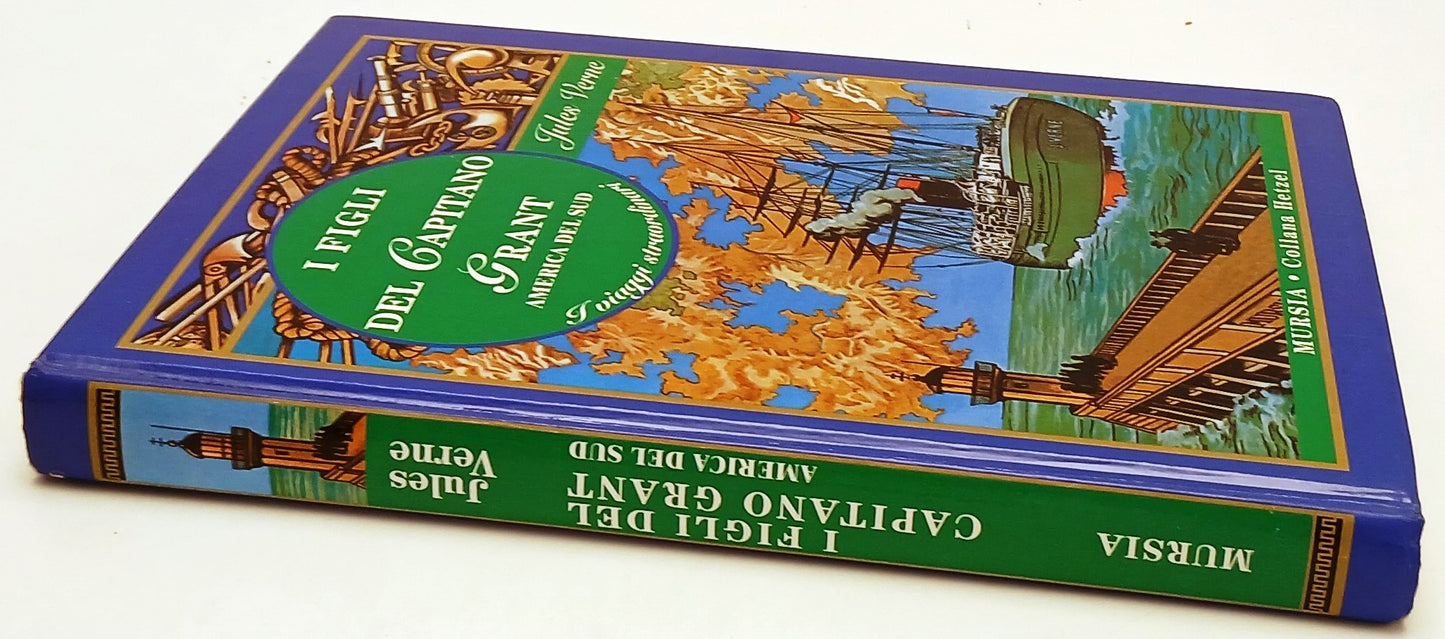 Jules Verne
I FIGLI
DEL CAPITANO
GRANT
AMERICA DEL SUD
I viaggi straordinari
MURSIA • Collana Hetzel
Jules
Verne
I FIGLI DEL
CAPITANO GRANT
AMERICA DEL SUD
MURSIA